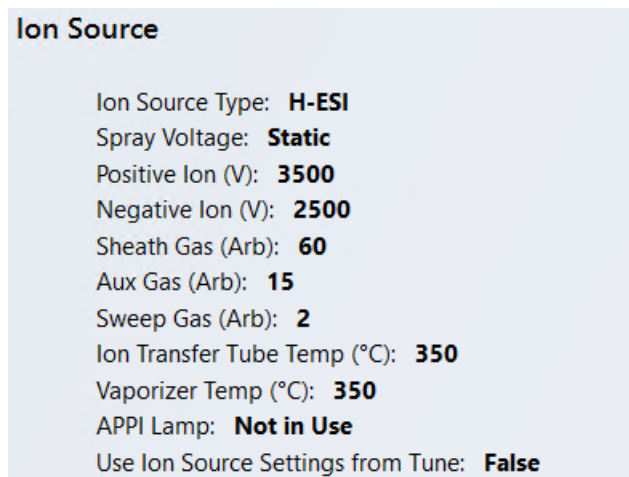 Ion Source
Ion Source Type: H-ESI
Spray Voltage: Static
Positive Ion (V): 3500
Negative Ion (V): 2500
Sheath Gas (Arb): 60
Aux Gas (Arb): 15
Sweep Gas (Arb): 2
Ion Transfer Tube Temp (°C): 350
Vaporizer Temp (°C): 350
APPI Lamp: Not in Use
Use Ion Source Settings from Tune: False